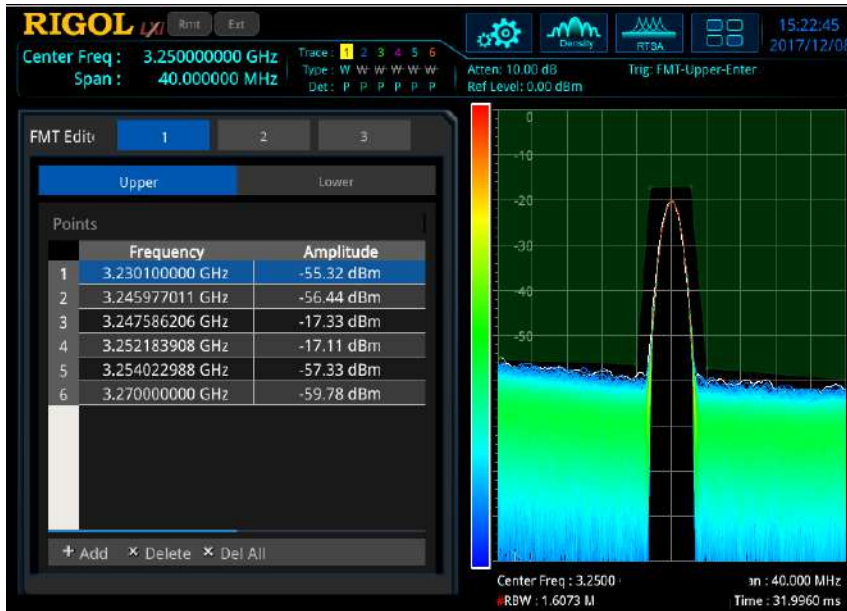 RIGOL LXI Rmt Ext
Center Freq : 3.250000000 GHz
Span : 40.000000 MHz
Trace : 1 2 3 4 5 6
Type : W W W W W W
Det : P P P P P P
Density
RTSA
15:22:45
2017/12/08
Atten: 10.00 dB
Trig: FMT-Upper-Enter
Ref Level: 0.00 dBm
FMT Edit
1 2 3
Upper Lower
Points
Frequency Amplitude
1 3.230100000 GHz -55.32 dBm
2 3.245977011 GHz -56.44 dBm
3 3.247586206 GHz -17.33 dBm
4 3.252183908 GHz -17.11 dBm
5 3.254022988 GHz -57.33 dBm
6 3.270000000 GHz -59.78 dBm
+ Add × Delete × Del All
0
-10
-20
-30
-40
-50
Center Freq : 3.2500
an : 40.000 MHz
#RBW : 1.6073 M
Time : 31.9960 ms